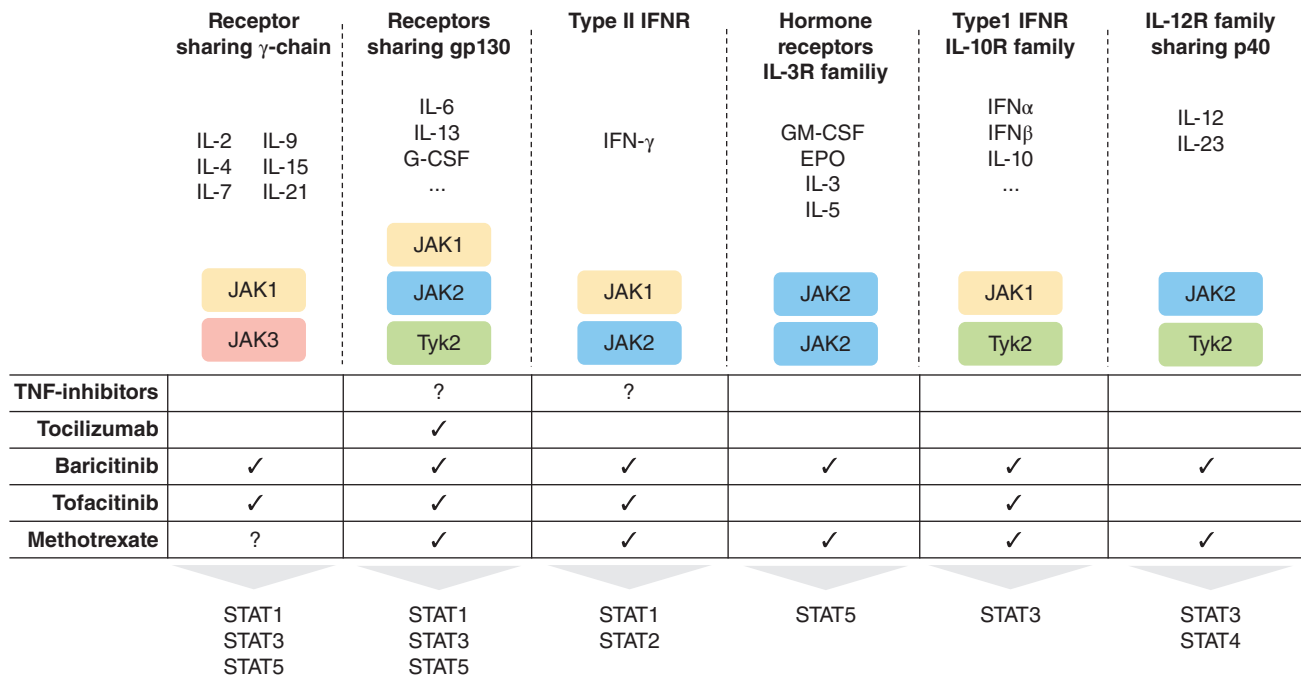 Receptor
sharing γ-chain
Receptors
sharing gp130
Type II IFNR
Hormone
receptors
IL-3R familiy
Type1 IFNR
IL-10R family
IL-12R family
sharing p40
IL-2 IL-9
IL-4 IL-15
IL-7 IL-21
IL-6
IL-13
G-CSF
...
IFN-γ
GM-CSF
EPO
IL-3
IL-5
IFNα
IFNβ
IL-10
...
IL-12
IL-23
JAK1
JAK3
JAK1
JAK2
Tyk2
JAK1
JAK2
JAK2
JAK2
JAK1
Tyk2
JAK2
Tyk2
TNF-inhibitors ? ?
Tocilizumab ✓
Baricitinib ✓ ✓ ✓ ✓ ✓ ✓
Tofacitinib ✓ ✓ ✓ ✓
Methotrexate ? ✓ ✓ ✓ ✓ ✓
STAT1
STAT3
STAT5
STAT1
STAT3
STAT5
STAT1
STAT2
STAT5
STAT3
STAT3
STAT4